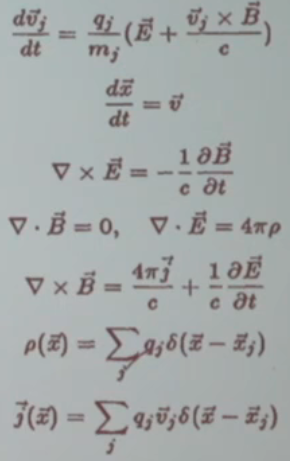 $\frac{d\vec{v}_j}{dt} = \frac{q_j}{m_j}(\vec{E} + \frac{\vec{v}_j \times \vec{B}}{c})$
$\frac{d\vec{x}}{dt} = \vec{v}$
$\nabla \times \vec{E} = -\frac{1}{c}\frac{\partial \vec{B}}{\partial t}$
$\nabla \cdot \vec{B} = 0, \quad \nabla \cdot \vec{E} = 4\pi\rho$
$\nabla \times \vec{B} = \frac{4\pi\vec{j}}{c} + \frac{1}{c}\frac{\partial \vec{E}}{\partial t}$
$\rho(\vec{x}) = \sum_j q_j \delta(\vec{x} - \vec{x}_j)$
$\vec{j}(\vec{x}) = \sum_j q_j \vec{v}_j \delta(\vec{x} - \vec{x}_j)$